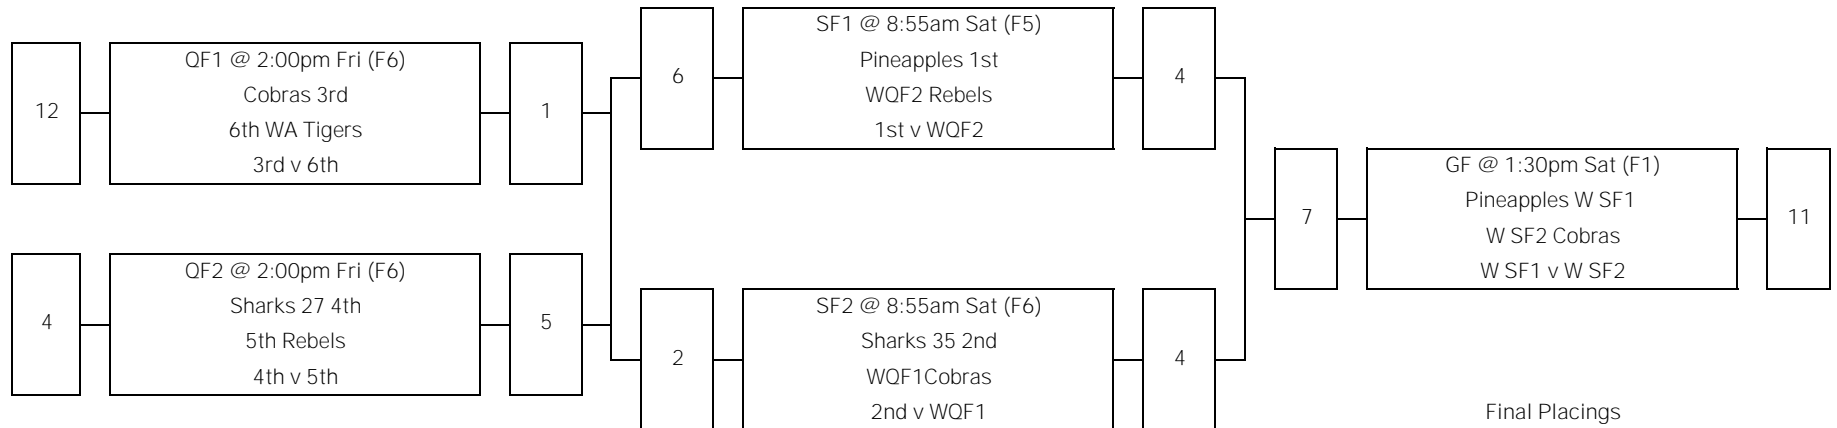 12
QF1 @ 2:00pm Fri (F6)
Cobras 3rd
6th WA Tigers
3rd v 6th
1
4
QF2 @ 2:00pm Fri (F6)
Sharks 27 4th
5th Rebels
4th v 5th
5
6
SF1 @ 8:55am Sat (F5)
Pineapples 1st
WQF2 Rebels
1st v WQF2
4
2
SF2 @ 8:55am Sat (F6)
Sharks 35 2nd
WQF1Cobras
2nd v WQF1
4
7
GF @ 1:30pm Sat (F1)
Pineapples W SF1
W SF2 Cobras
W SF1 v W SF2
11
Final Placings